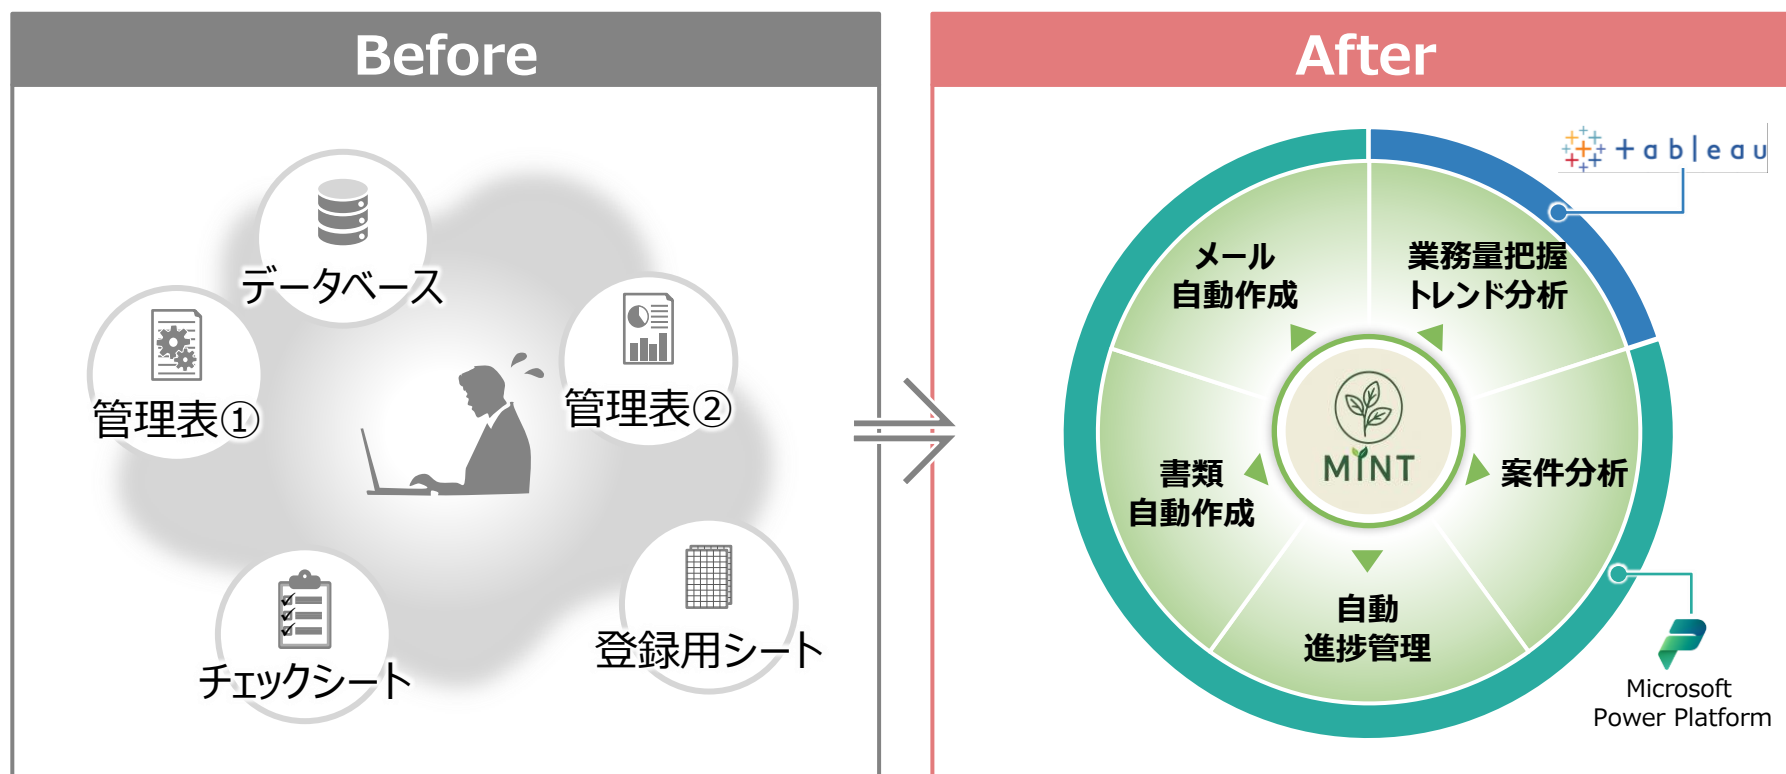 Before
データベース
管理表①
管理表②
チェックシート
登録用シート
After
+ableau
メール
自動作成
業務量把握
トレンド分析
書類
自動作成
MINT
案件分析
自動
進捗管理
Microsoft
Power Platform